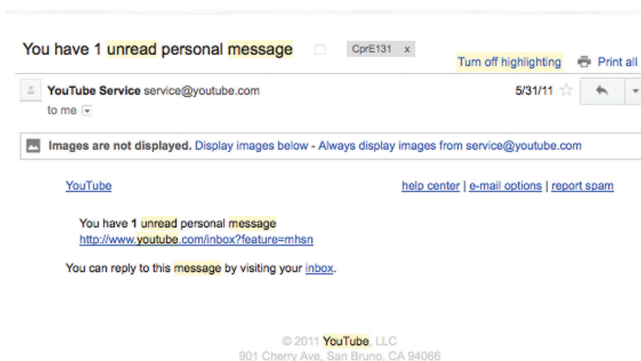 You have 1 unread personal message CprE131 x
Turn off highlighting Print all
YouTube Service service@youtube.com 5/31/11
to me
Images are not displayed. Display images below - Always display images from service@youtube.com
YouTube help center | e-mail options | report spam
You have 1 unread personal message
http://www.youtube.com/inbox?feature=mhsn
You can reply to this message by visiting your inbox.
© 2011 YouTube, LLC
901 Cherry Ave, San Bruno, CA 94066